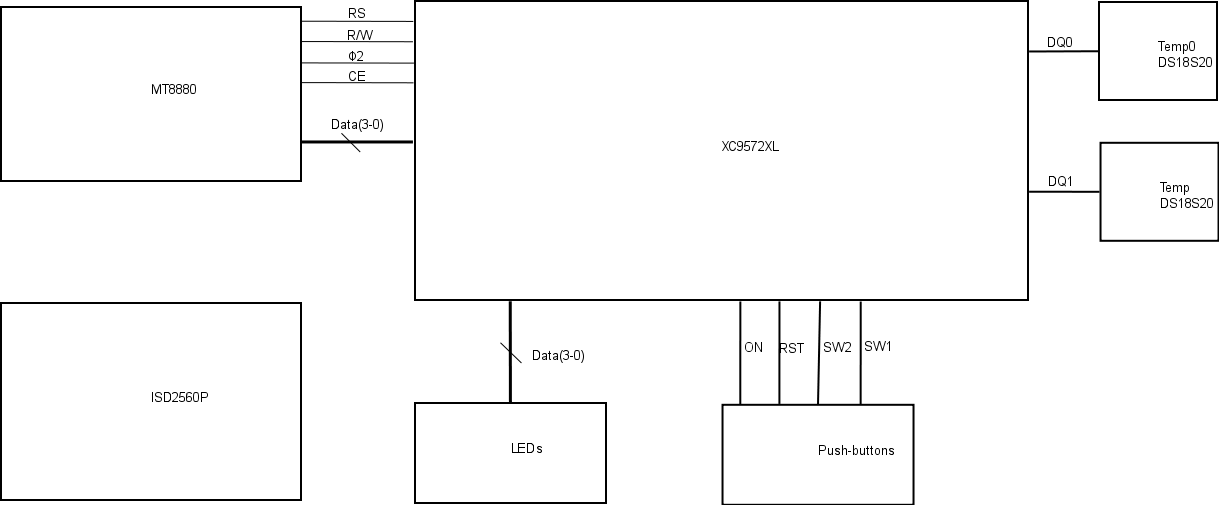 RS
R/W
Φ2
CE
MT8880
Data(3-0)
XC9572XL
DQ0
Temp0
DS18S20
DQ1
Temp
DS18S20
ISD2560P
Data(3-0)
LEDs
ON
RST
SW2
SW1
Push-buttons